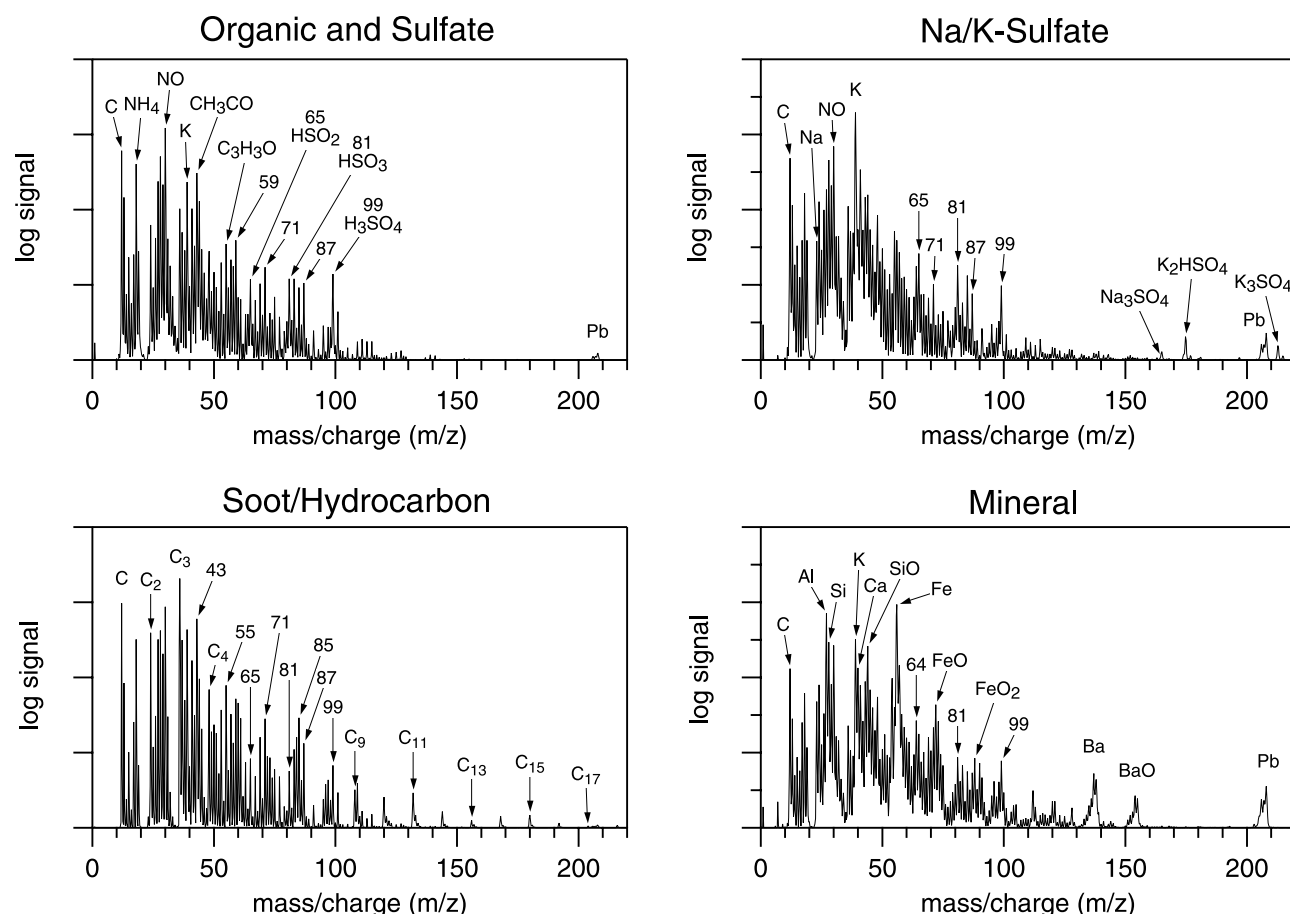 Organic and Sulfate
log signal
C
NH4
NO
K
CH3CO
C3H3O
59
65
HSO2
71
81
HSO3
87
99
H3SO4
Pb
0 50 100 150 200
mass/charge (m/z)
Na/K-Sulfate
log signal
C
Na
NO
K
65
71
81
87
99
Na3SO4
K2HSO4
K3SO4
Pb
0 50 100 150 200
mass/charge (m/z)
Soot/Hydrocarbon
log signal
C
C2
C3
43
C4
55
65
71
81
85
87
99
C9
C11
C13
C15
C17
0 50 100 150 200
mass/charge (m/z)
Mineral
log signal
C
Al
Si
K
Ca
SiO
Fe
64
FeO
81
FeO2
99
Ba
BaO
Pb
0 50 100 150 200
mass/charge (m/z)